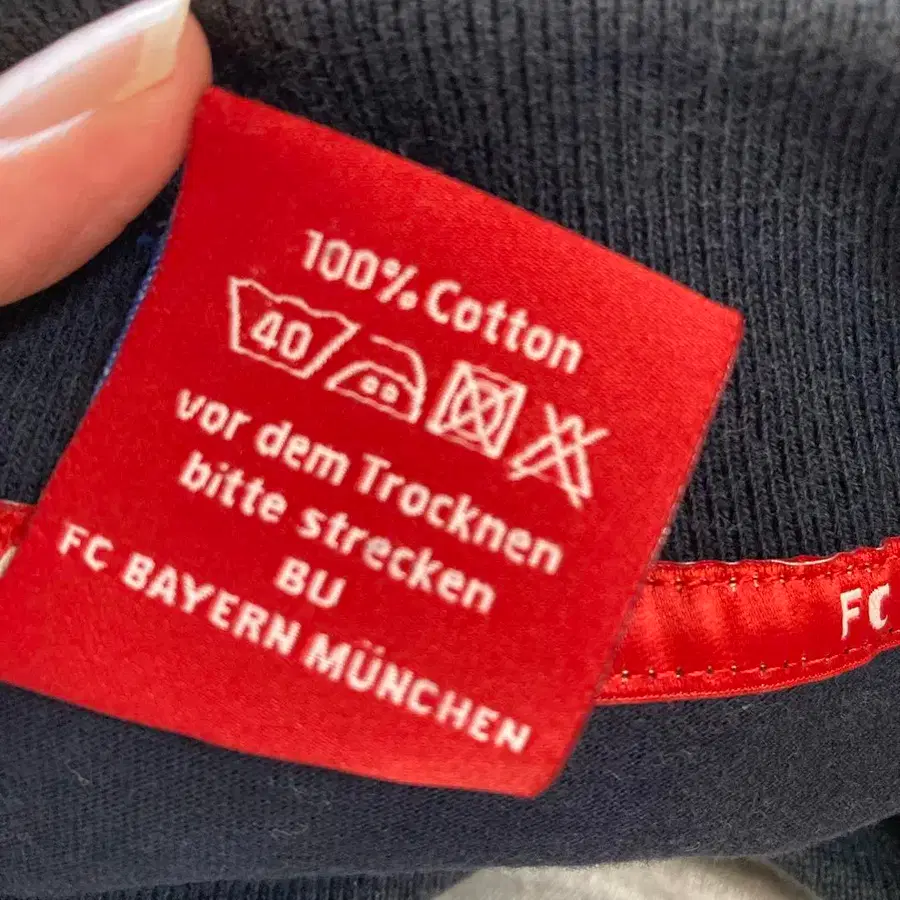 100% Cotton
40
vor dem Trocknen
bitte strecken
BU
FC BAYERN MÜNCHEN
FC